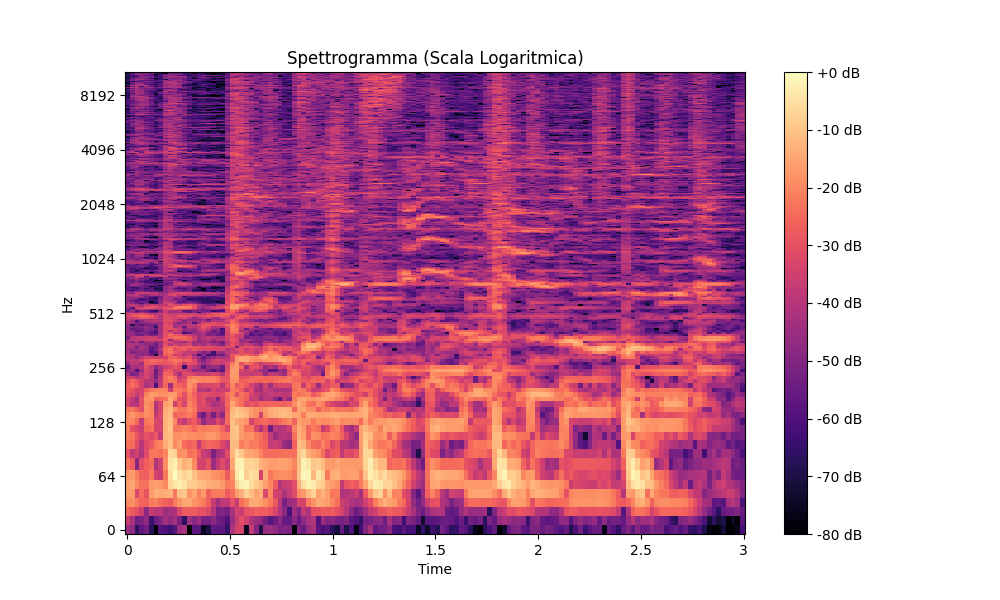 Spettrogramma (Scala Logaritmica)
8192
4096
2048
1024
512
256
128
64
0
Hz
0
0.5
1
1.5
2
2.5
3
Time
+0 dB
-10 dB
-20 dB
-30 dB
-40 dB
-50 dB
-60 dB
-70 dB
-80 dB